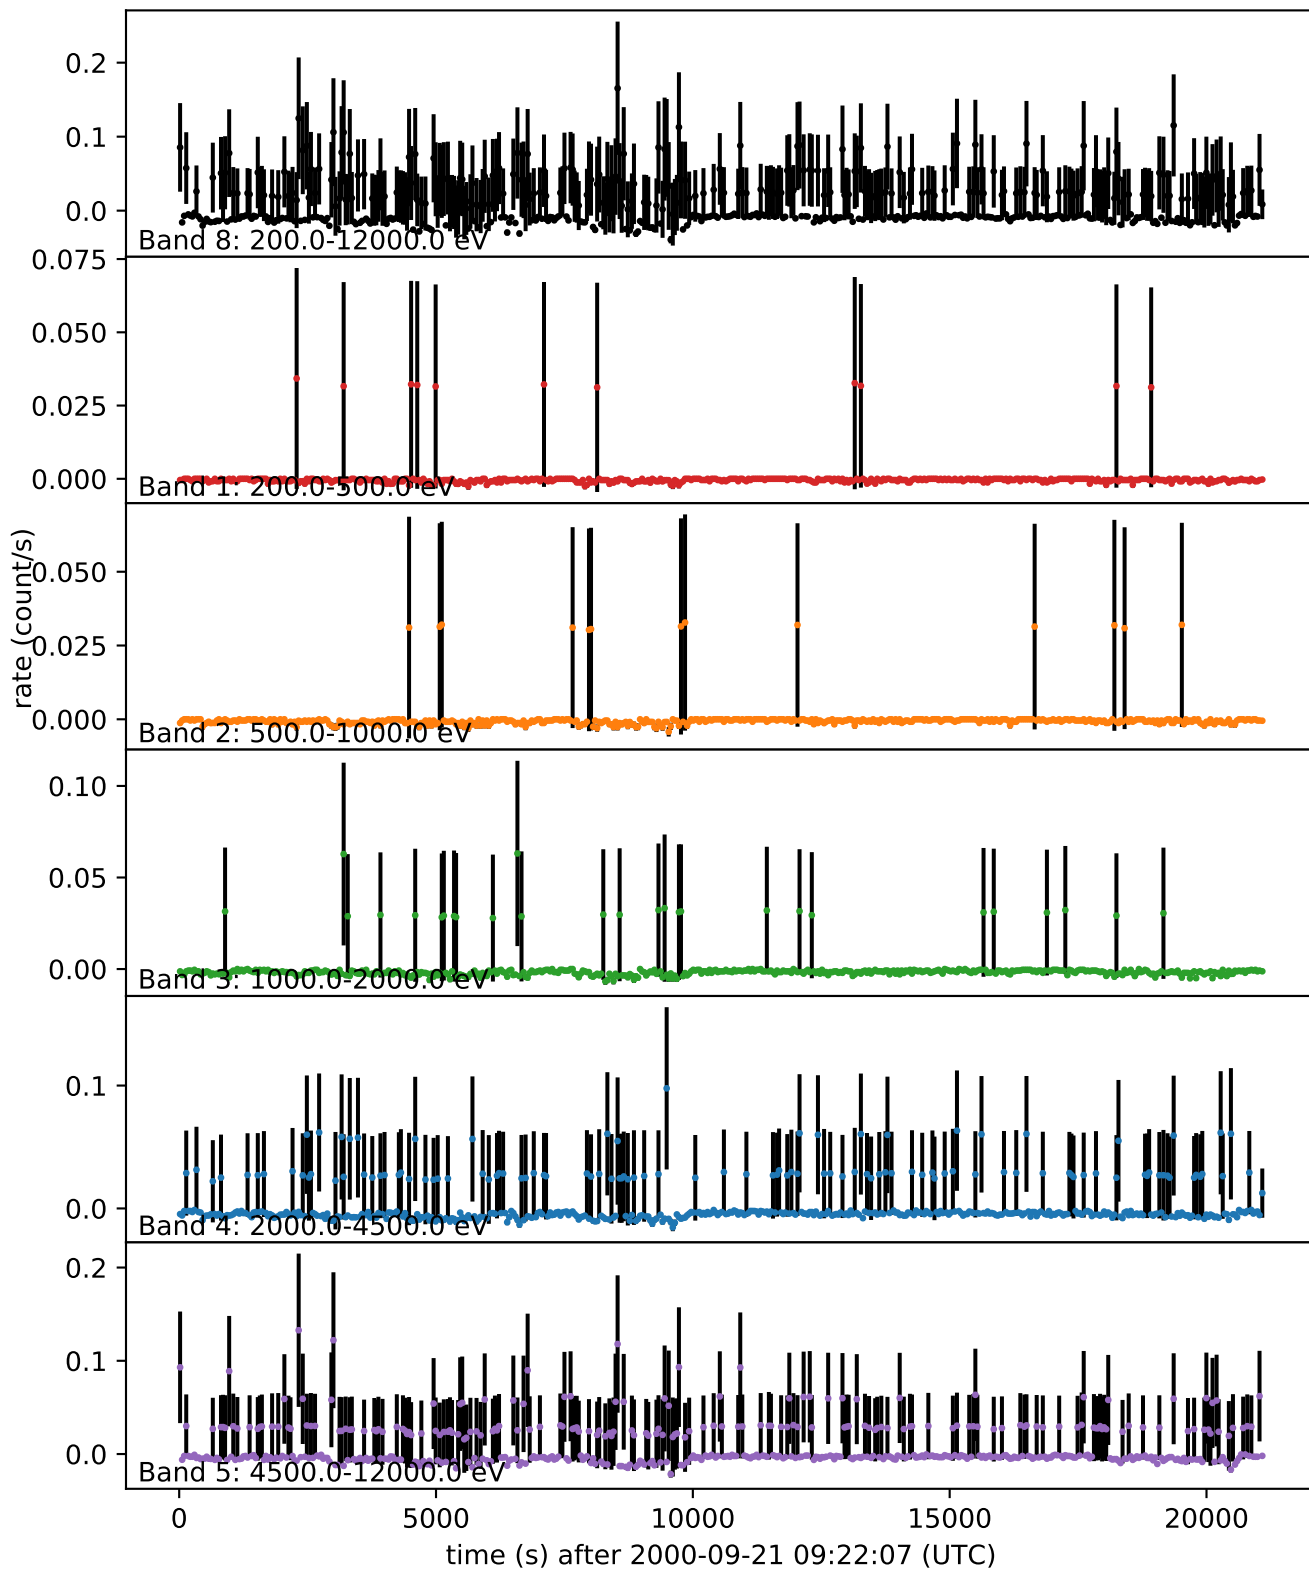 0.2
0.1
0.0
Band 8: 200.0-12000.0 eV
0.075
0.050
0.025
0.000
Band 1: 200.0-500.0 eV
rate (count/s)
0.050
0.025
0.000
Band 2: 500.0-1000.0 eV
0.10
0.05
0.00
Band 3: 1000.0-2000.0 eV
0.1
0.0
Band 4: 2000.0-4500.0 eV
0.2
0.1
0.0
Band 5: 4500.0-12000.0 eV
0 5000 10000 15000 20000
time (s) after 2000-09-21 09:22:07 (UTC)